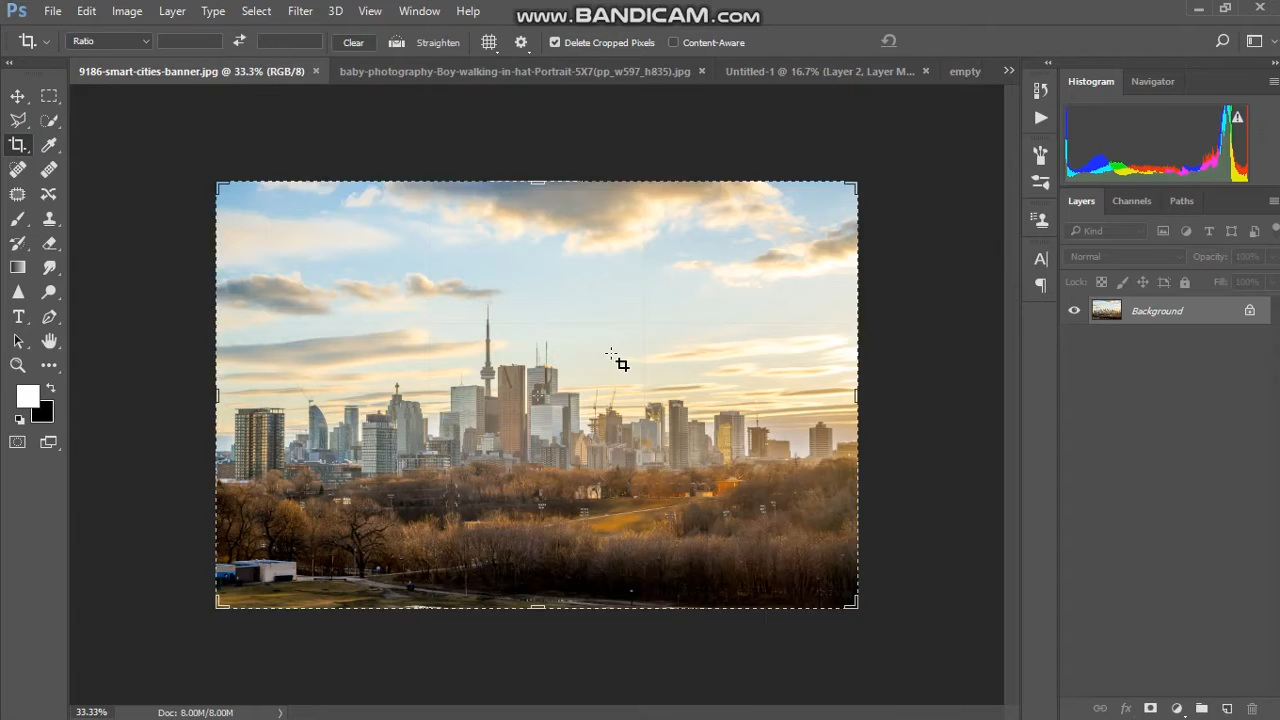 Ps File Edit Image Layer Type Select Filter 3D View Window Help
www.BANDICAM.com
Ratio Clear Straighten Delete Cropped Pixels Content-Aware
9186-smart-cities-banner.jpg @ 33.3% (RGB/8) × baby-photography-Boy-walking-in-hat-Portrait-5X7(pp_w597_h835).jpg × Untitled-1 @ 16.7% (Layer 2, Layer M... × empty
Histogram Navigator
Layers Channels Paths
Kind
Normal Opacity: 100%
Lock: Fill: 100%
Background
33.33% Doc: 8.00M/8.00M